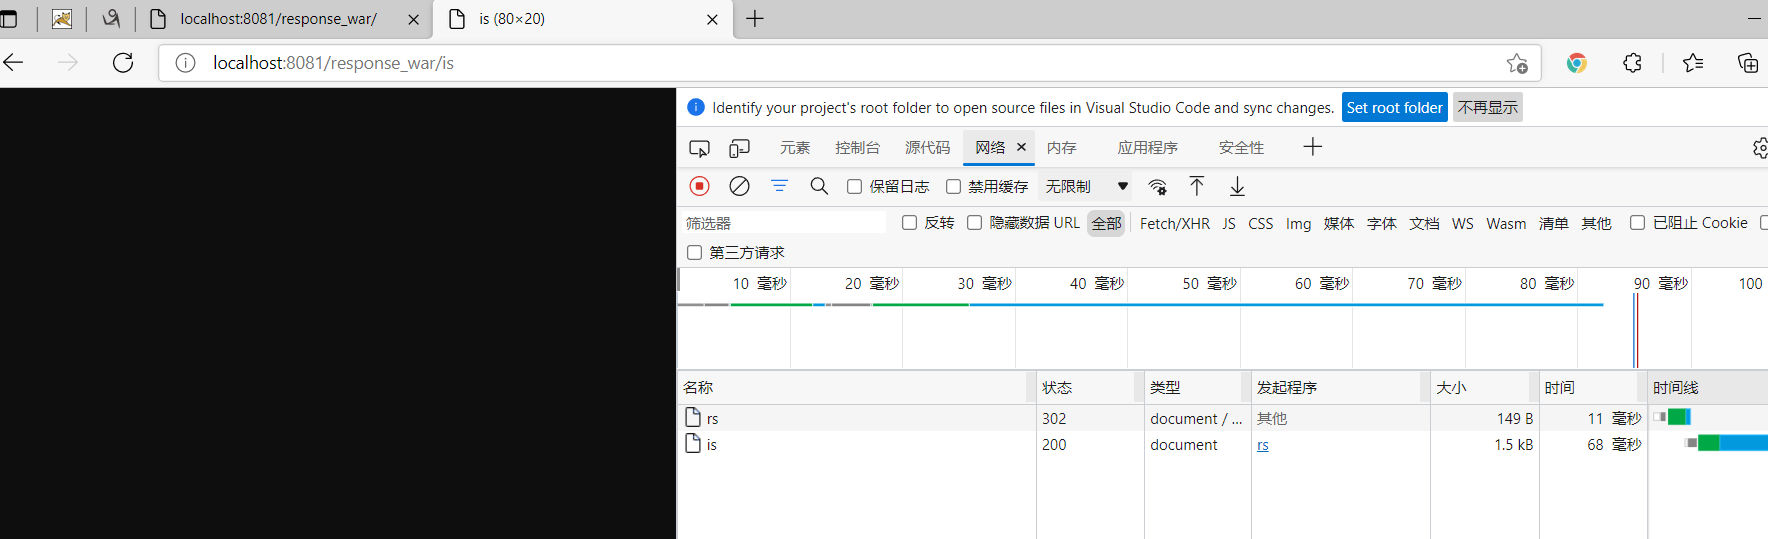 localhost:8081/response_war/
is (80×20)
localhost:8081/response_war/is
Identify your project's root folder to open source files in Visual Studio Code and sync changes. Set root folder 不再显示
元素 控制台 源代码 网络 内存 应用程序 安全性
保留日志 禁用缓存 无限制
筛选器 反转 隐藏数据 URL 全部 Fetch/XHR JS CSS Img 媒体 字体 文档 WS Wasm 清单 其他 已阻止 Cookie
第三方请求
10 毫秒 20 毫秒 30 毫秒 40 毫秒 50 毫秒 60 毫秒 70 毫秒 80 毫秒 90 毫秒 100
名称 状态 类型 发起程序 大小 时间 时间线
rs 302 document / ... 其他 149 B 11 毫秒
is 200 document rs 1.5 kB 68 毫秒